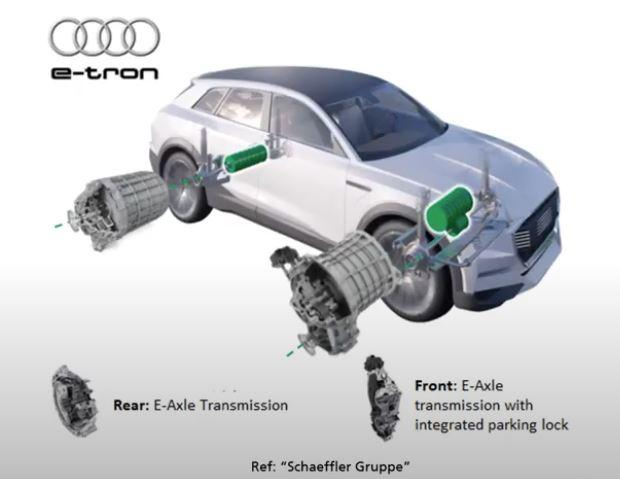 e-tron
Rear: E-Axle Transmission
Front: E-Axle
transmission with
integrated parking lock
Ref: “Schaeffler Gruppe”